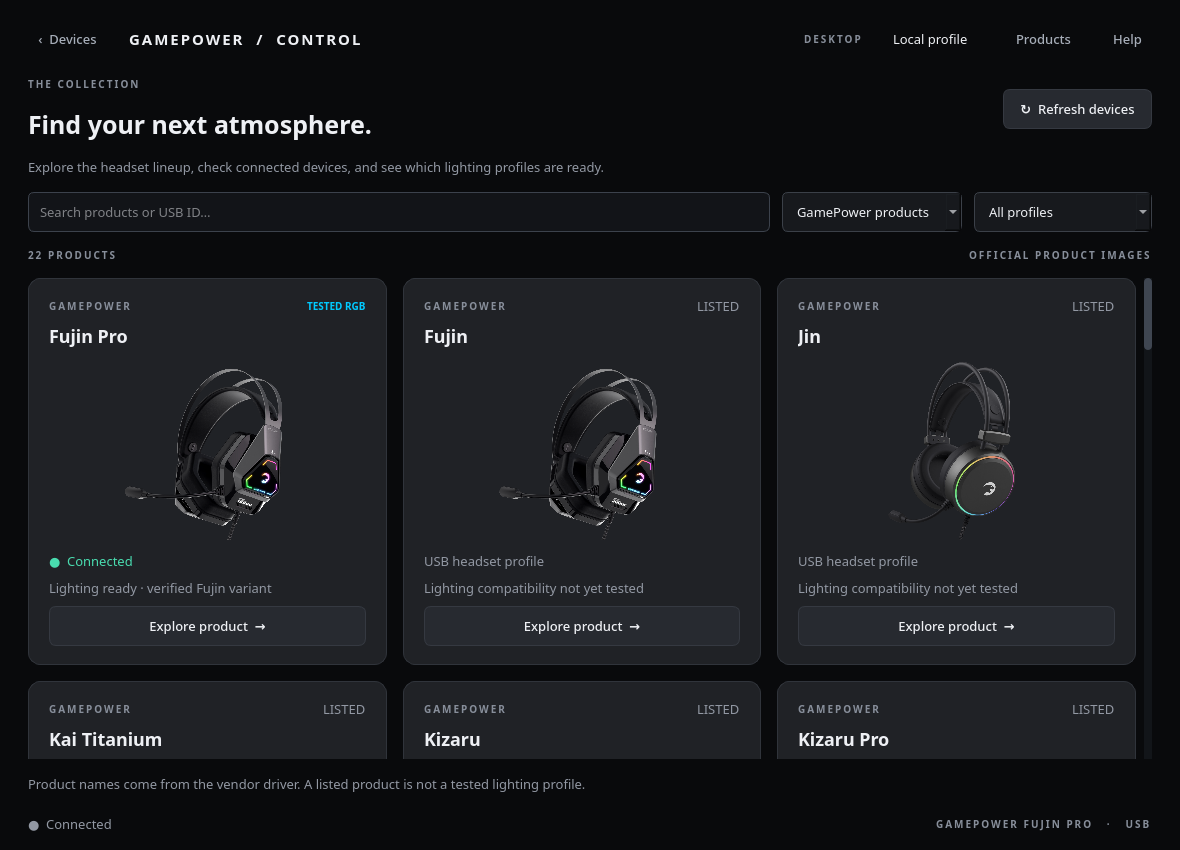 ‹ Devices
GAMEPOWER / CONTROL
DESKTOP
Local profile
Products
Help
THE COLLECTION
Find your next atmosphere.
↻ Refresh devices
Explore the headset lineup, check connected devices, and see which lighting profiles are ready.
Search products or USB ID...
GamePower products
All profiles
22 PRODUCTS
OFFICIAL PRODUCT IMAGES
GAMEPOWER
TESTED RGB
Fujin Pro
● Connected
Lighting ready · verified Fujin variant
Explore product →
GAMEPOWER
LISTED
Fujin
USB headset profile
Lighting compatibility not yet tested
Explore product →
GAMEPOWER
LISTED
Jin
USB headset profile
Lighting compatibility not yet tested
Explore product →
GAMEPOWER
LISTED
Kai Titanium
GAMEPOWER
LISTED
Kizaru
GAMEPOWER
LISTED
Kizaru Pro
Product names come from the vendor driver. A listed product is not a tested lighting profile.
● Connected
GAMEPOWER FUJIN PRO · USB